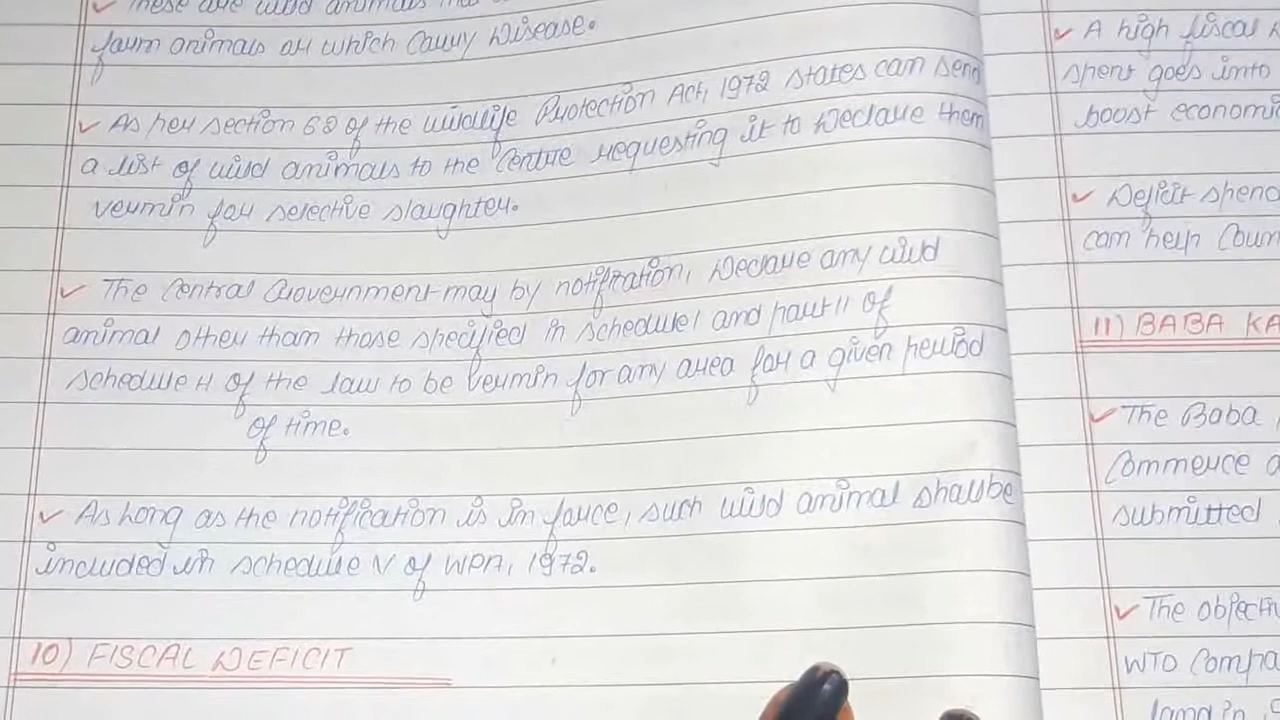 ✓ These are wild animals
farm animals or which carry Disease.
✓ As per section 62 of the wildlife Protection Act, 1972 states can send
a list of wild animals to the Centre requesting it to Declare them
vermin for selective slaughter.
✓ The Central Government may by notification, Declare any wild
animal other than those specified in schedule I and part II of
schedule H of the law to be vermin for any area for a given period
of time.
✓ As long as the notification is in force, such wild animal shall be
included in schedule V of WPA, 1972.
10) FISCAL DEFICIT
✓ A high fiscal
spent goes into
boost economi
✓ Deficit spend
can help Coun
11) BABA KA
✓ The Baba
Commerce
submitted
✓ The objecti
WTO Compa
land in